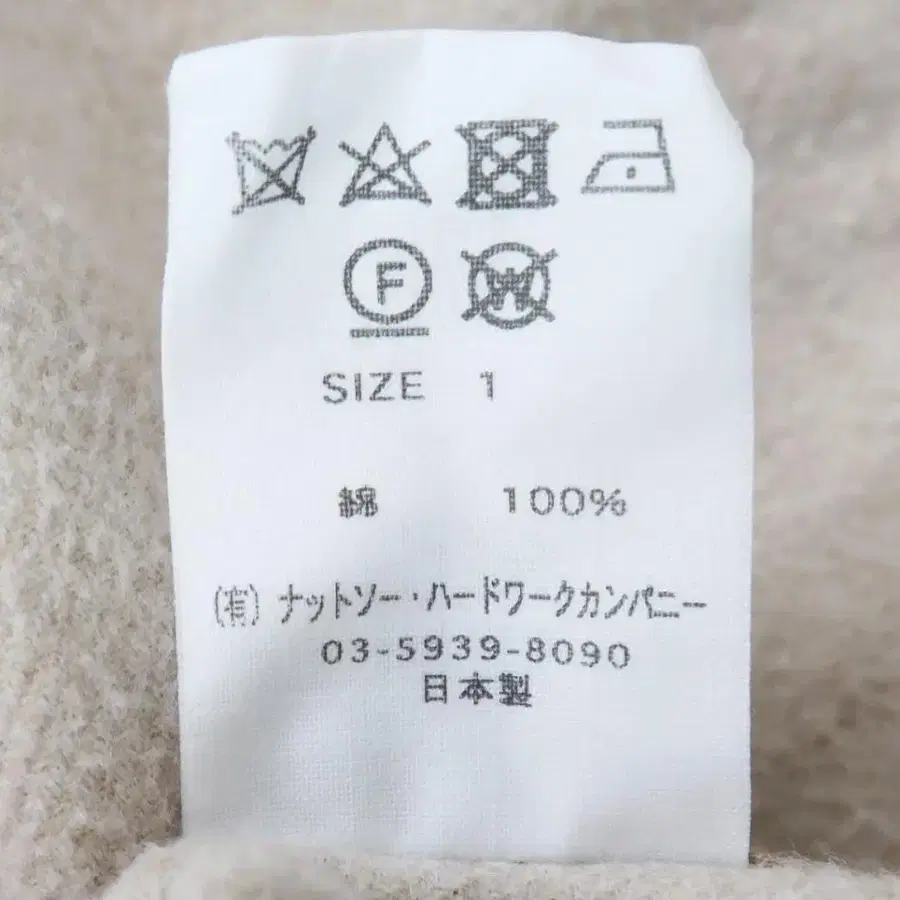 F W
SIZE 1
綿 100%
(有) ナットソー・ハードワークカンパニー
03-5939-8090
日本製